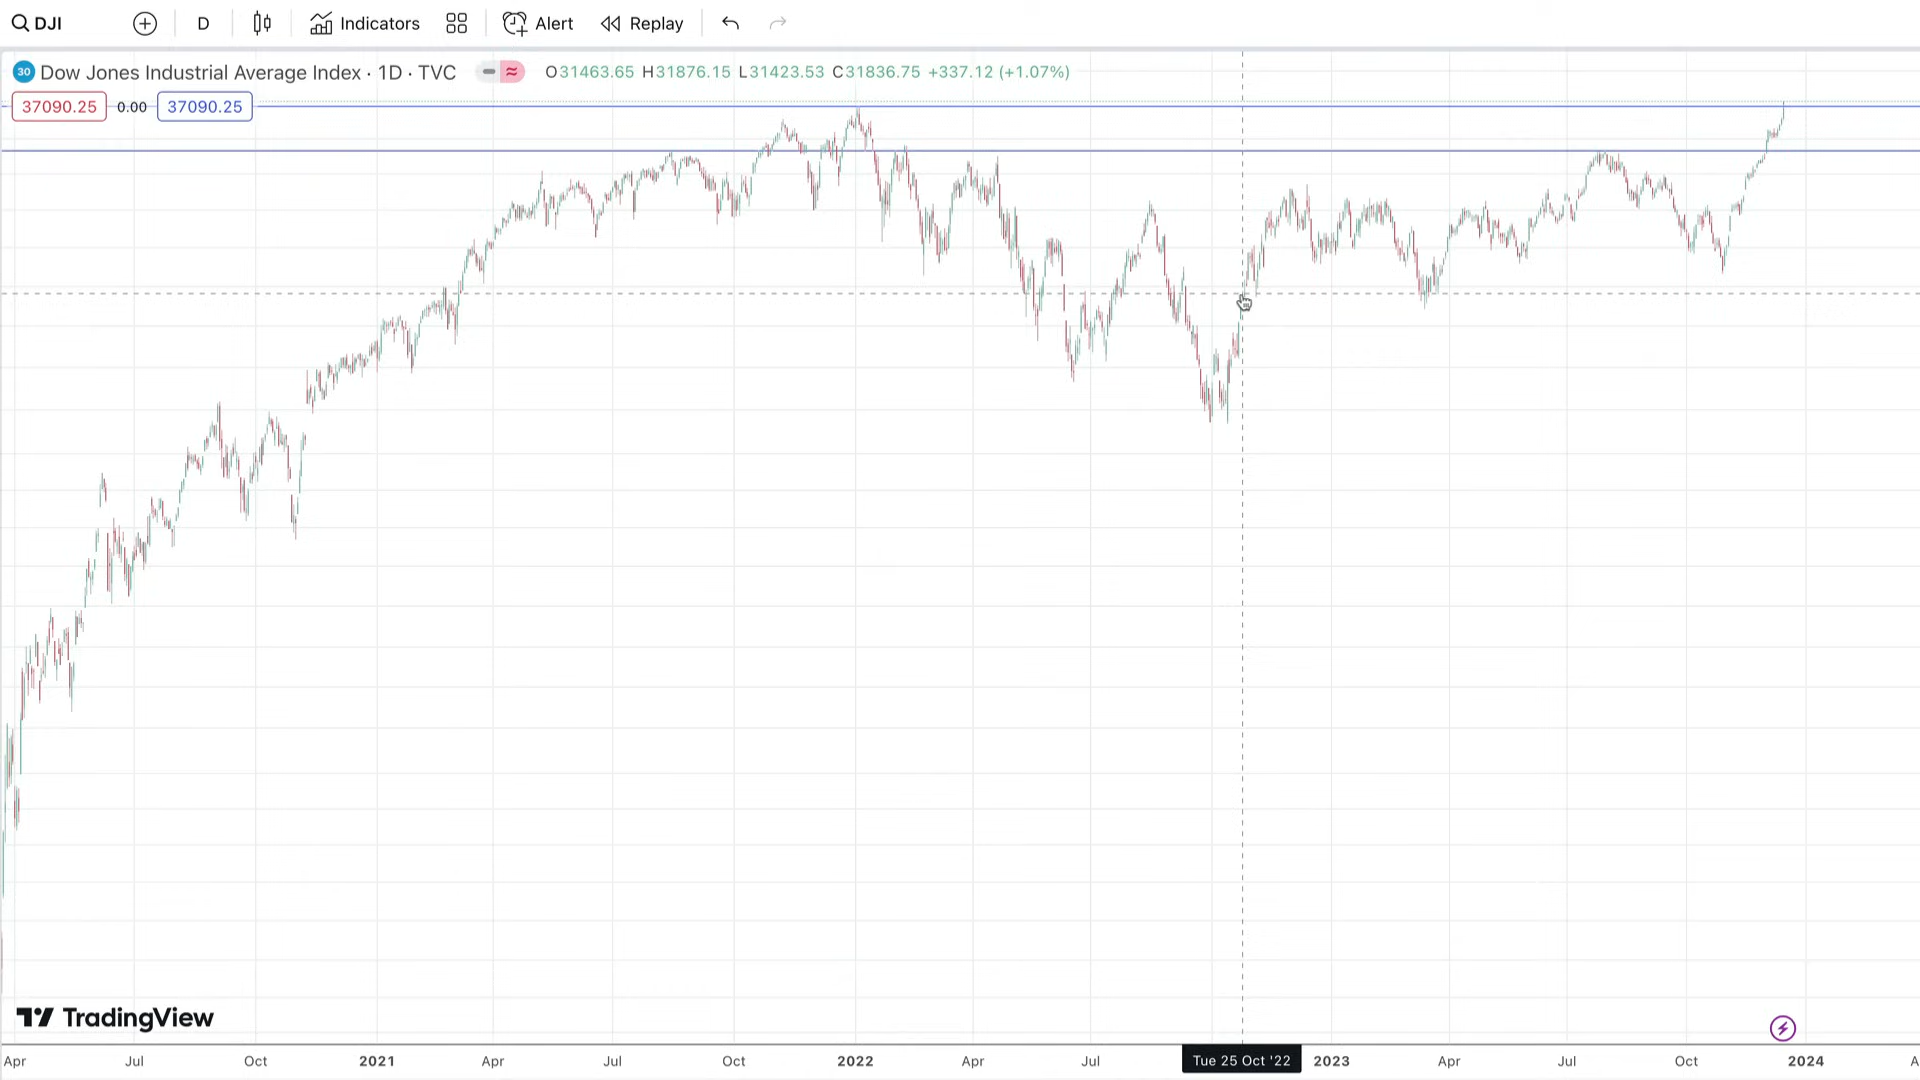 DJI D Indicators Alert Replay
30 Dow Jones Industrial Average Index · 1D · TVC O31463.65 H31876.15 L31423.53 C31836.75 +337.12 (+1.07%)
37090.25 0.00 37090.25
TradingView
Apr Jul Oct 2021 Apr Jul Oct 2022 Apr Jul Tue 25 Oct '22 2023 Apr Jul Oct 2024 A